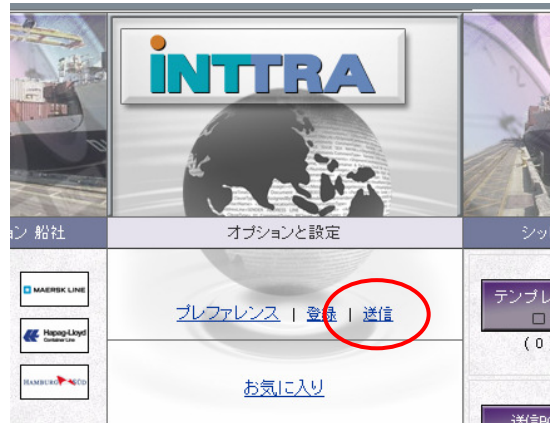 iNTTRA
ョン 船社
オプションと設定
シッ
MAERSK LINE
Hapag-Lloyd
Container Line
HAMBURG SÜD
プレファレンス | 登録 | 送信
お気に入り
テンプレ
( 0